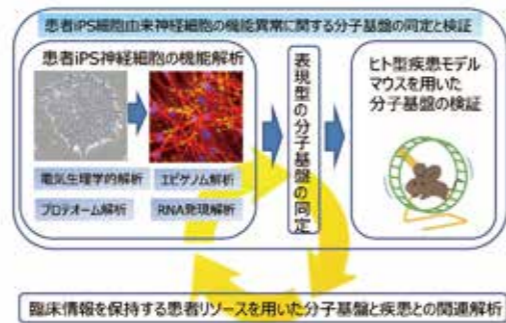 患者iPS細胞由来神経細胞の機能異常に関する分子基盤の同定と検証
患者iPS神経細胞の機能解析
電気生理学的解析
エピゲノム解析
プロテオーム解析
RNA発現解析
表現型の分子基盤の同定
ヒト型疾患モデル
マウスを用いた
分子基盤の検証
臨床情報を保持する患者リソースを用いた分子基盤と疾患との関連解析